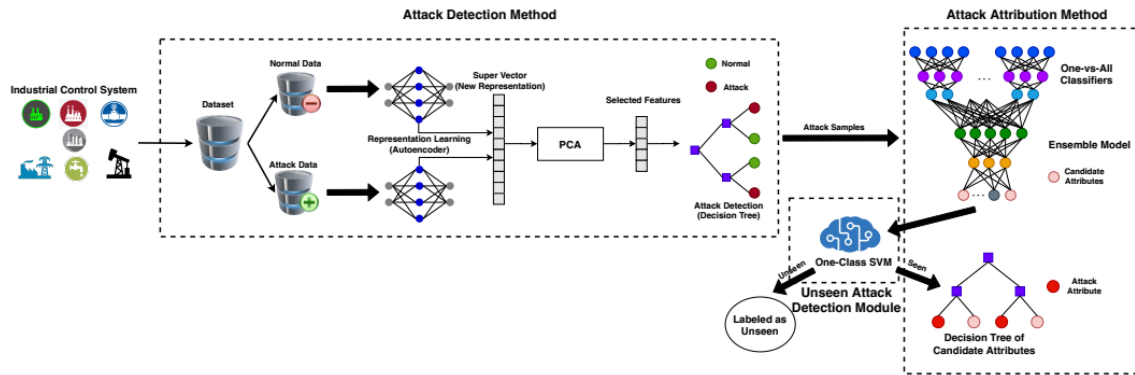 Attack Detection Method
Attack Attribution Method
Industrial Control System
Dataset
Normal Data
Attack Data
Super Vector
(New Representation)
Representation Learning
(Autoencoder)
PCA
Selected Features
Normal
Attack
Attack Detection
(Decision Tree)
Attack Samples
One-vs-All
Classifiers
...
...
Ensemble Model
Candidate
Attributes
One-Class SVM
Unseen
Seen
Unseen Attack
Detection Module
Labeled as
Unseen
Attack
Attribute
Decision Tree of
Candidate Attributes